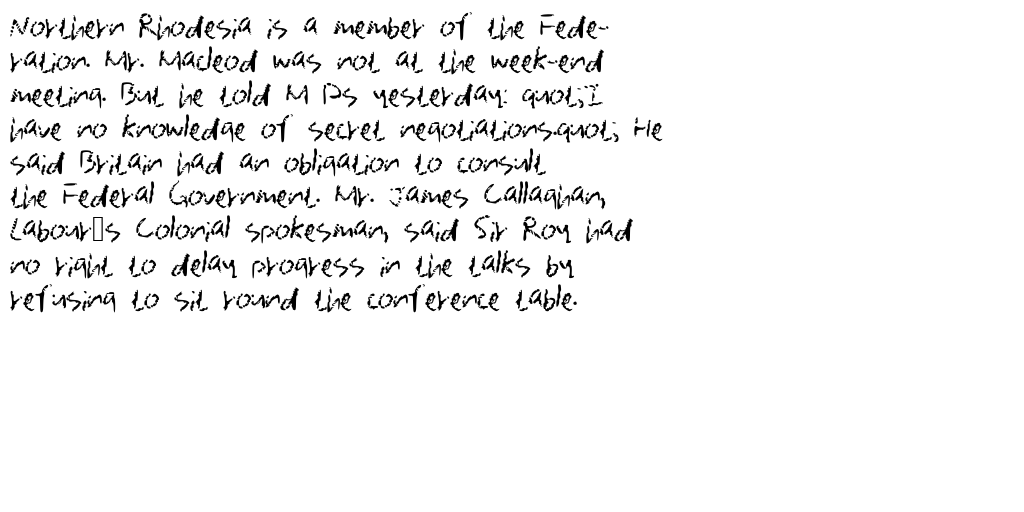 Northern Rhodesia is a member of the Fede-
ration. Mr. Macleod was not at the week-end
meeting. But he told M Ps yesterday: quot;I
have no knowledge of secret negotiations.quot; He
said Britain had an obligation to consult
the Federal Government. Mr. James Callaghan,
Labour□s Colonial spokesman, said Sir Roy had
no right to delay progress in the talks by
refusing to sit round the conference table.